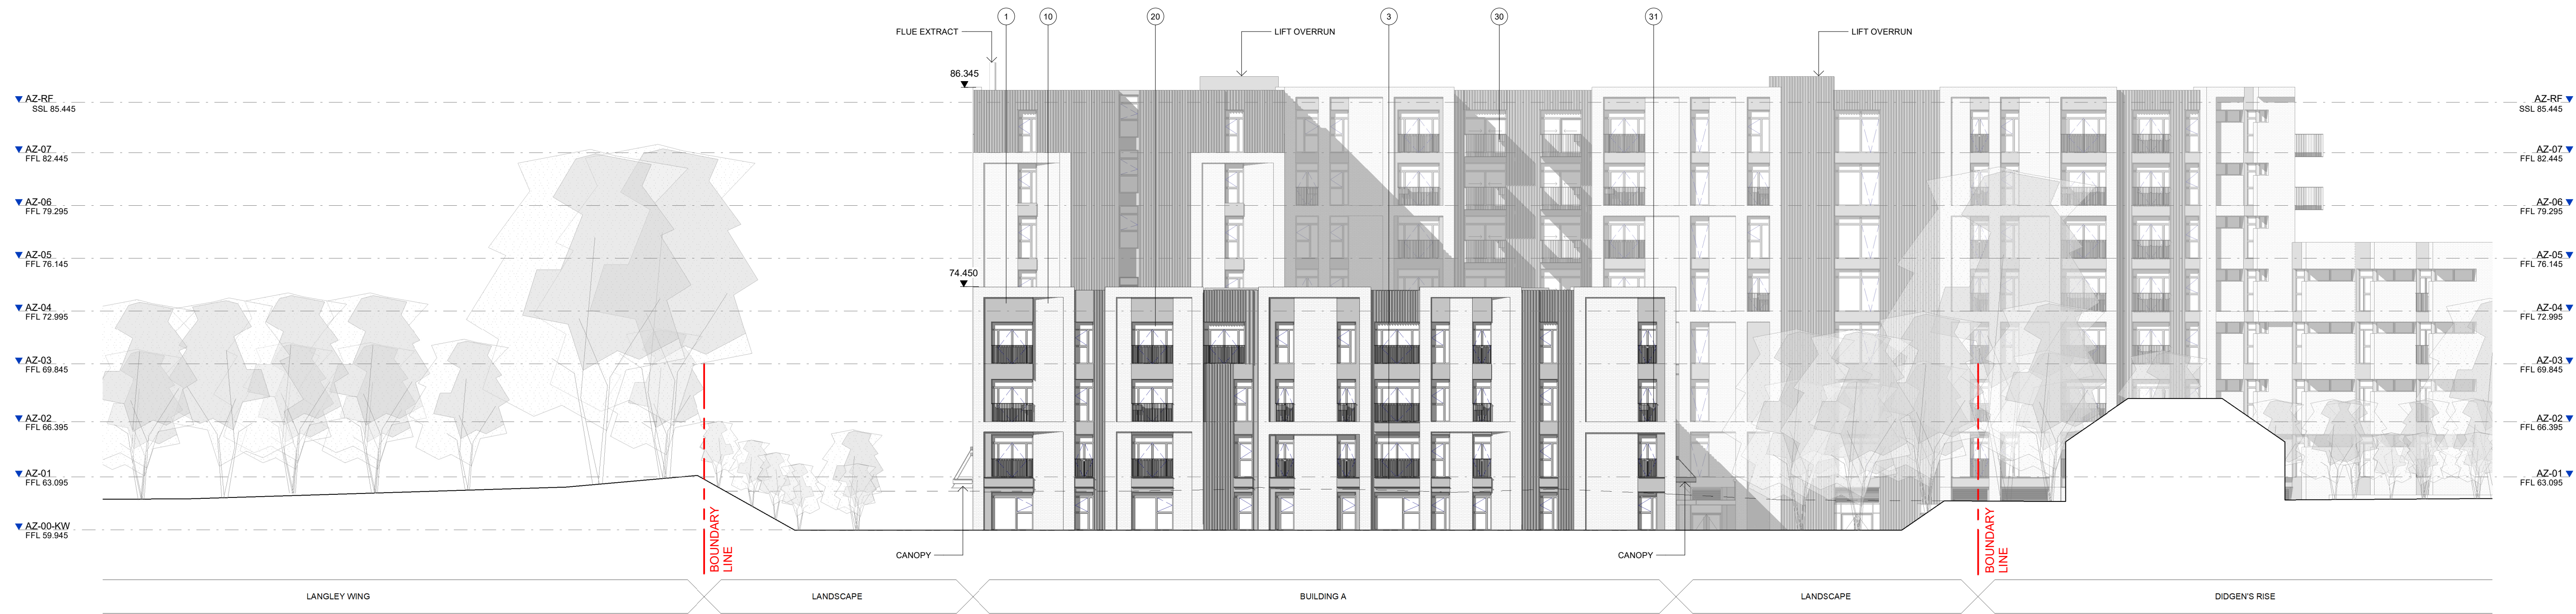 1
10
20
3
30
31
FLUE EXTRACT
LIFT OVERRUN
LIFT OVERRUN
86.345
74.450
AZ-RF
SSL 85.445
AZ-07
FFL 82.445
AZ-06
FFL 79.295
AZ-05
FFL 76.145
AZ-04
FFL 72.995
AZ-03
FFL 69.845
AZ-02
FFL 66.395
AZ-01
FFL 63.095
AZ-00-KW
FFL 59.945
AZ-RF
SSL 85.445
AZ-07
FFL 82.445
AZ-06
FFL 79.295
AZ-05
FFL 76.145
AZ-04
FFL 72.995
AZ-03
FFL 69.845
AZ-02
FFL 66.395
AZ-01
FFL 63.095
CANOPY
CANOPY
BOUNDARY
LINE
BOUNDARY
LINE
LANGLEY WING
LANDSCAPE
BUILDING A
LANDSCAPE
DIDGEN'S RISE